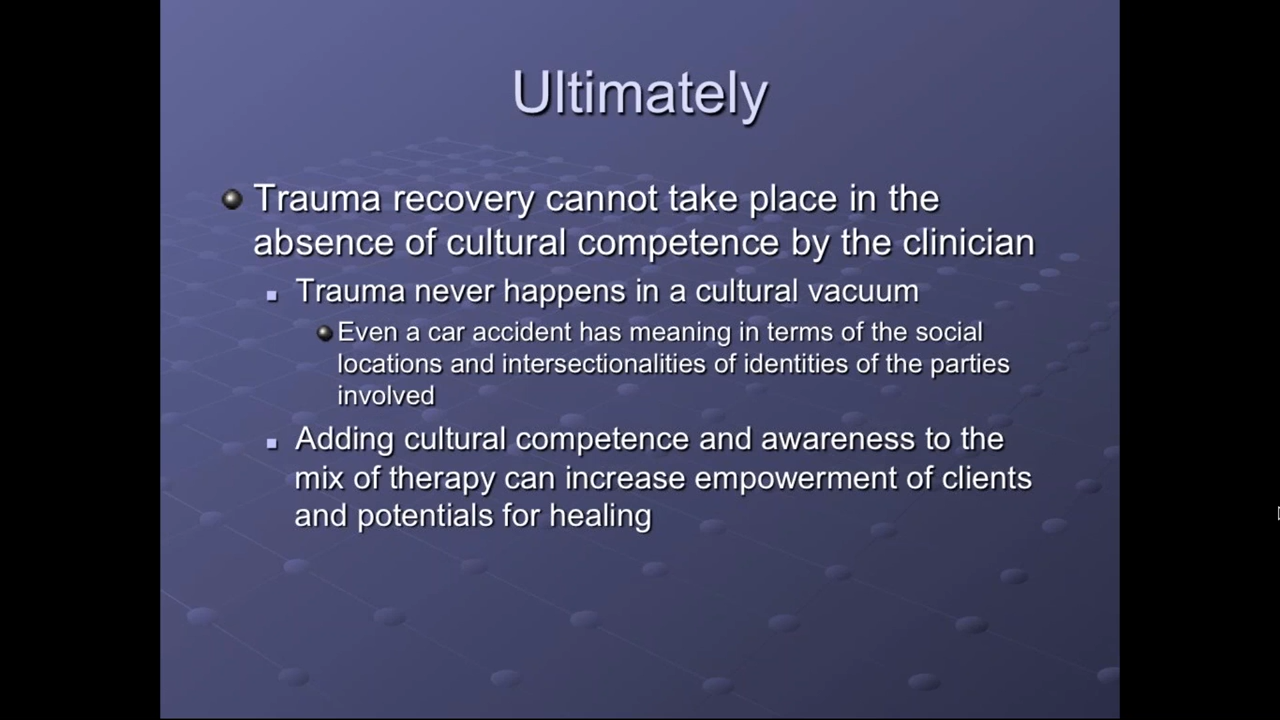 Ultimately
Trauma recovery cannot take place in the
absence of cultural competence by the clinician
Trauma never happens in a cultural vacuum
Even a car accident has meaning in terms of the social
locations and intersectionalities of identities of the parties
involved
Adding cultural competence and awareness to the
mix of therapy can increase empowerment of clients
and potentials for healing